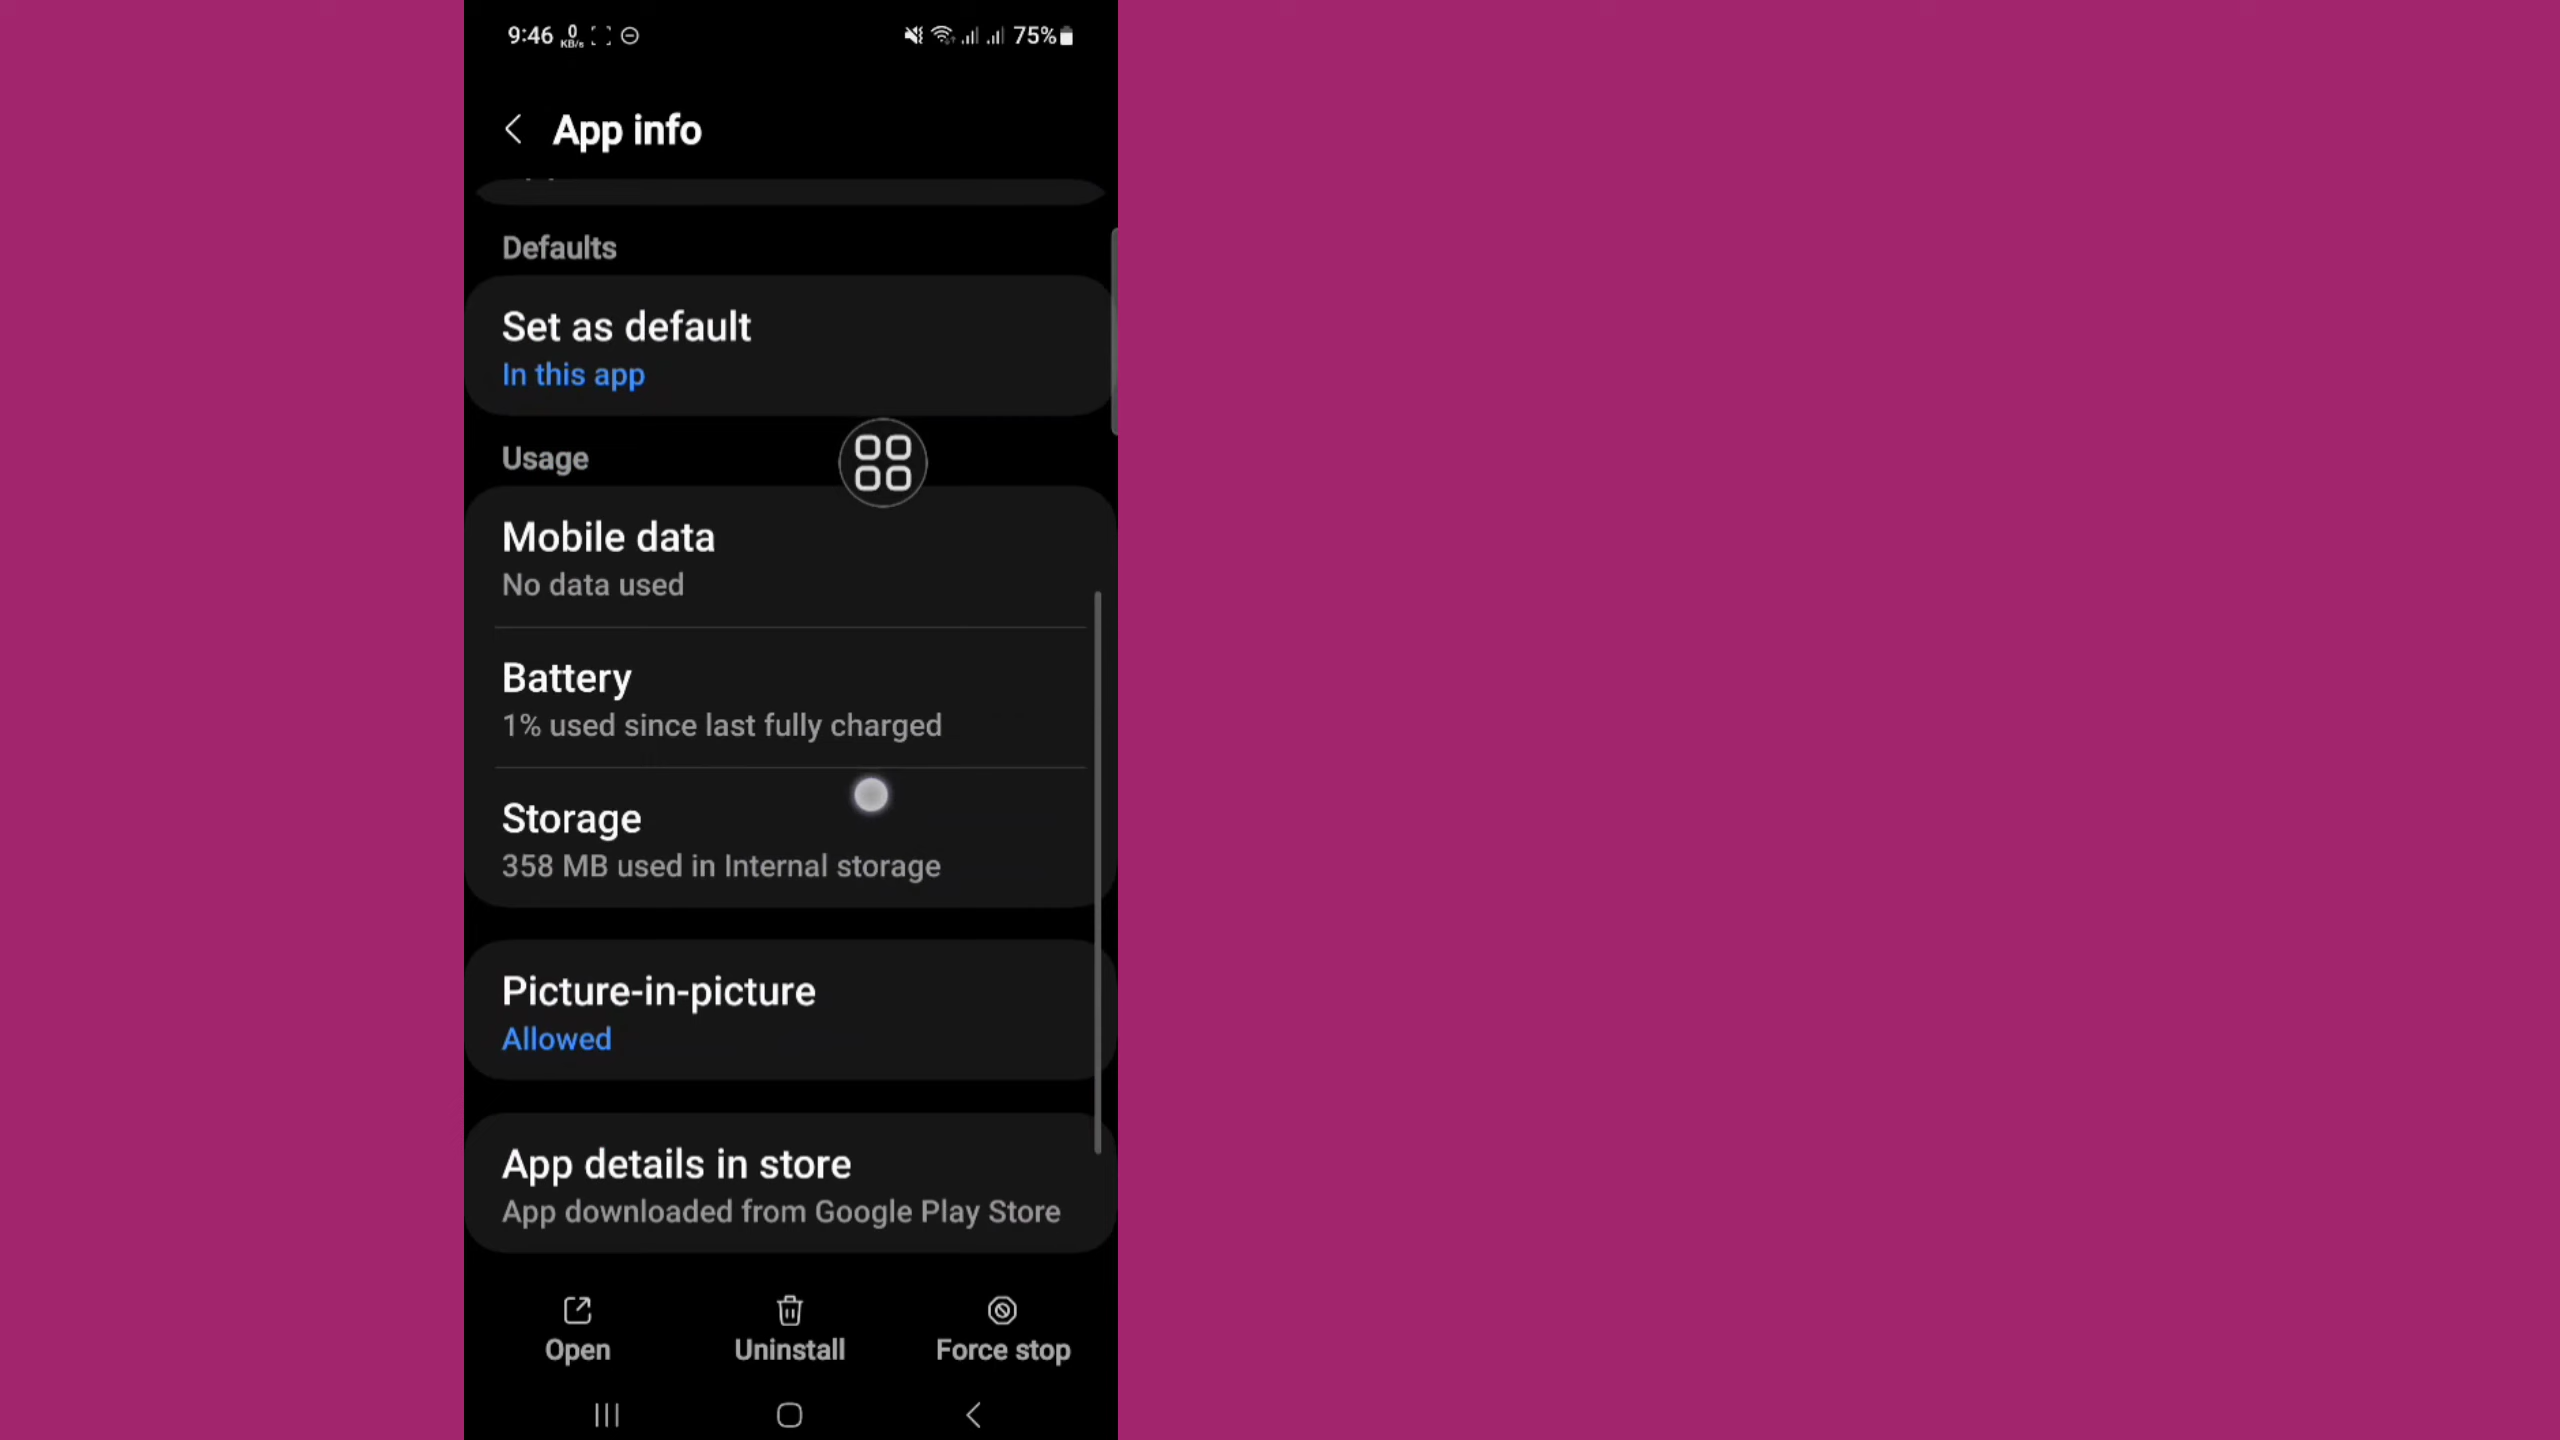 9:46 0 KB/s 75%
App info
Defaults
Set as default
In this app
Usage
Mobile data
No data used
Battery
1% used since last fully charged
Storage
358 MB used in Internal storage
Picture-in-picture
Allowed
App details in store
App downloaded from Google Play Store
Open Uninstall Force stop